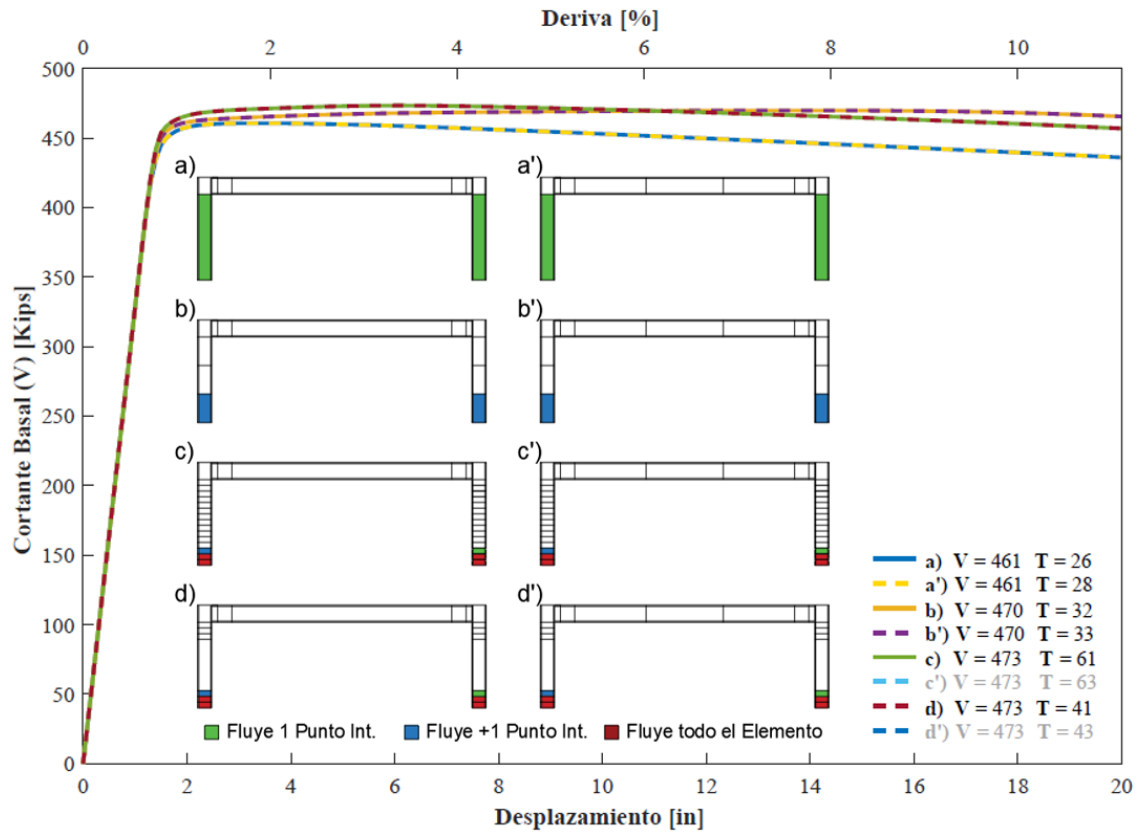 Deriva [%]
0 2 4 6 8 10
500
450
400
350
300
250
200
150
100
50
0
Cortante Basal (V) [Kips]
a) a')
b) b')
c) c')
d) d')
a) V = 461 T = 26
a') V = 461 T = 28
b) V = 470 T = 32
b') V = 470 T = 33
c) V = 473 T = 61
c') V = 473 T = 63
d) V = 473 T = 41
d') V = 473 T = 43
Fluye 1 Punto Int. Fluye +1 Punto Int. Fluye todo el Elemento
0 2 4 6 8 10 12 14 16 18 20
Desplazamiento [in]